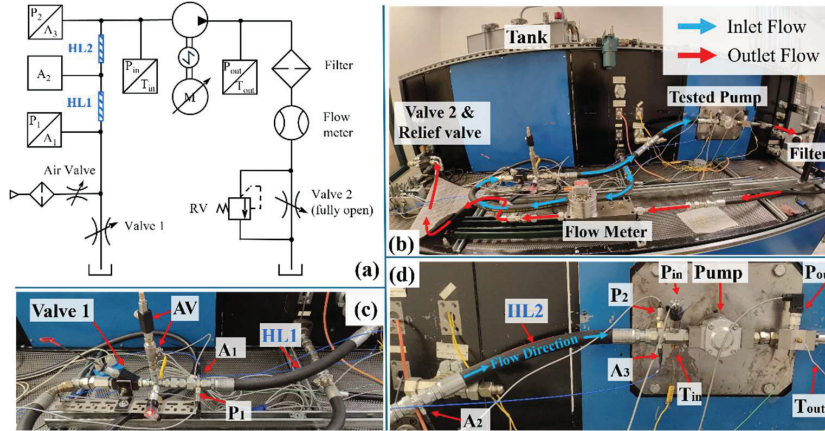 P2
A3
HL2
A2
HL1
P1
A1
Air Valve
Valve 1
Pin
Tin
M
Pout
Tout
Filter
Flow
meter
RV
Valve 2
(fully open)
(a)
Tank
Inlet Flow
Outlet Flow
Valve 2 &
Relief valve
Tested Pump
Filter
Flow Meter
(b)
Valve 1
AV
A1
HL1
P1
(c)
(d)
Pin
Pump
Pou
P2
HL2
Flow Direction
A3
Tin
A2
Tout